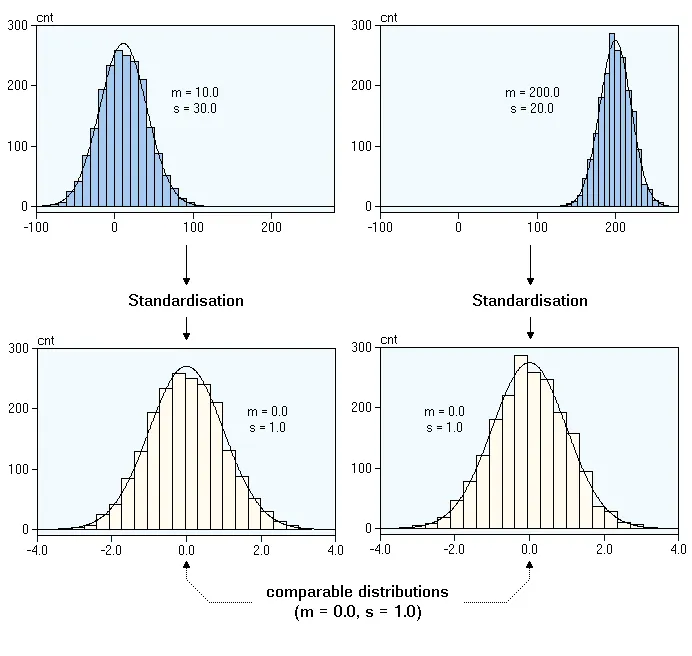 cnt
300
200
100
0
-100
0
100
200
m = 10.0
s = 30.0
cnt
300
200
100
0
-100
0
100
200
m = 200.0
s = 20.0
Standardisation
Standardisation
cnt
300
200
100
0
-4.0
-2.0
0.0
2.0
4.0
m = 0.0
s = 1.0
cnt
300
200
100
0
-4.0
-2.0
0.0
2.0
4.0
m = 0.0
s = 1.0
comparable distributions
(m = 0.0, s = 1.0)